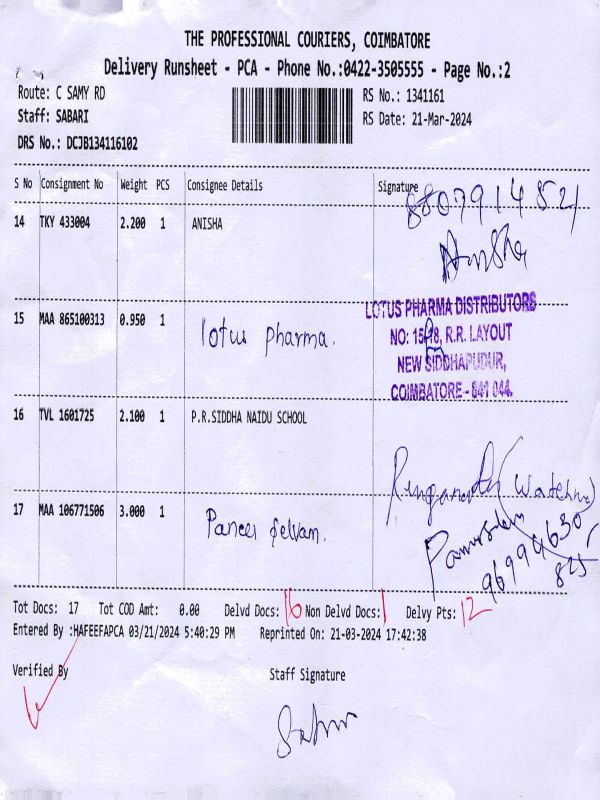 THE PROFESSIONAL COURIERS, COIMBATORE
Delivery Runsheet - PCA - Phone No.:0422-3505555 - Page No.:2
Route: C SAMY RD
RS No.: 1341161
Staff: SABARI
RS Date: 21-Mar-2024
DRS No.: DCJB134116102
S No Consignment No Weight PCS Consignee Details Signature
8807914521
14 TKY 433004 2.200 1 ANISHA
Anisha
15 MAA 865100313 0.950 1 lotus pharma.
LOTUS PHARMA DISTRIBUTORS
R.R. LAYOUT
NEW SIDDHAPUDUR,
COIMBATORE - 641 044.
16 TVL 1601725 2.100 1 P.R.SIDDHA NAIDU SCHOOL
17 MAA 106771506 3.000 1 Paneer selvam.
Tot Docs: 17 Tot COD Amt: 0.00 Delvd Docs: 16 Non Delvd Docs: 1 Delvy Pts: 12
Entered By :HAFEEFAPCA 03/21/2024 5:40:29 PM Reprinted On: 21-03-2024 17:42:38
Verified By Staff Signature